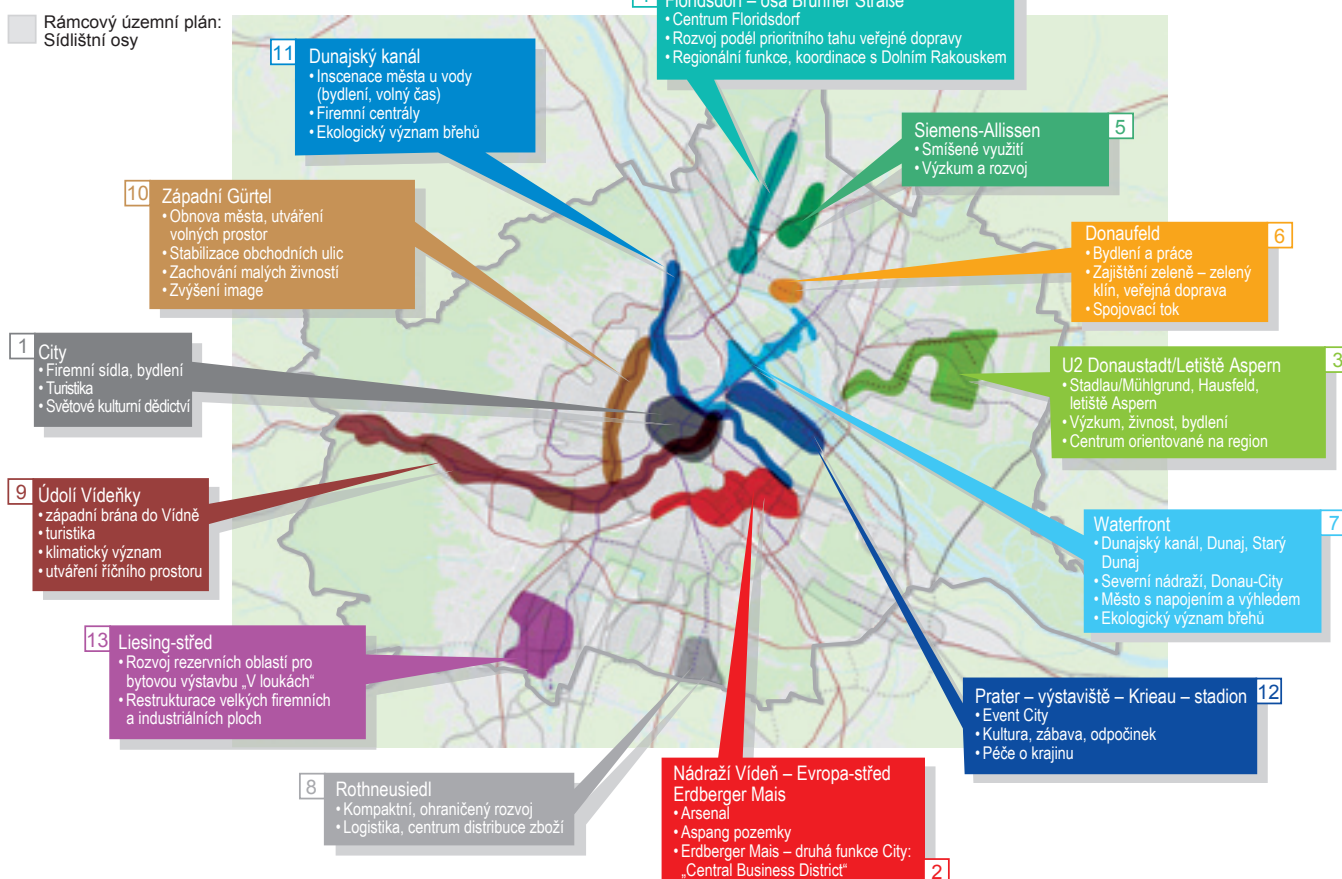 Rámcový územní plán:
Sídlištní osy
Floridsdorf – osa Brünner Straße
• Centrum Floridsdorf
• Rozvoj podél prioritního tahu veřejné dopravy
• Regionální funkce, koordinace s Dolním Rakouskem
11
Dunajský kanál
• Inscenace města u vody
(bydlení, volný čas)
• Firemní centrály
• Ekologický význam břehů
5
Siemens-Allissen
• Smíšené využití
• Výzkum a rozvoj
10
Západní Gürtel
• Obnova města, utváření
volných prostor
• Stabilizace obchodních ulic
• Zachování malých živností
• Zvýšení image
6
Donaufeld
• Bydlení a práce
• Zajištění zeleně – zelený
klín, veřejná doprava
• Spojovací tok
1
City
• Firemní sídla, bydlení
• Turistika
• Světové kulturní dědictví
3
U2 Donaustadt/Letiště Aspern
• Stadlau/Mühlgrund, Hausfeld,
letiště Aspern
• Výzkum, živnost, bydlení
• Centrum orientované na region
9
Údolí Vídeňky
• západní brána do Vídně
• turistika
• klimatický význam
• utváření říčního prostoru
7
Waterfront
• Dunajský kanál, Dunaj, Starý
Dunaj
• Severní nádraží, Donau-City
• Město s napojením a výhledem
• Ekologický význam břehů
13
Liesing-střed
• Rozvoj rezervních oblastí pro
bytovou výstavbu „V loukách“
• Restrukturace velkých firemních
a industriálních ploch
12
Prater – výstaviště – Krieau – stadion
• Event City
• Kultura, zábava, odpočinek
• Péče o krajinu
8
Rothneusiedl
• Kompaktní, ohraničený rozvoj
• Logistika, centrum distribuce zboží
Nádraží Vídeň – Evropa-střed
Erdberger Mais
• Arsenal
• Aspang pozemky
• Erdberger Mais – druhá funkce City:
„Central Business District“
2